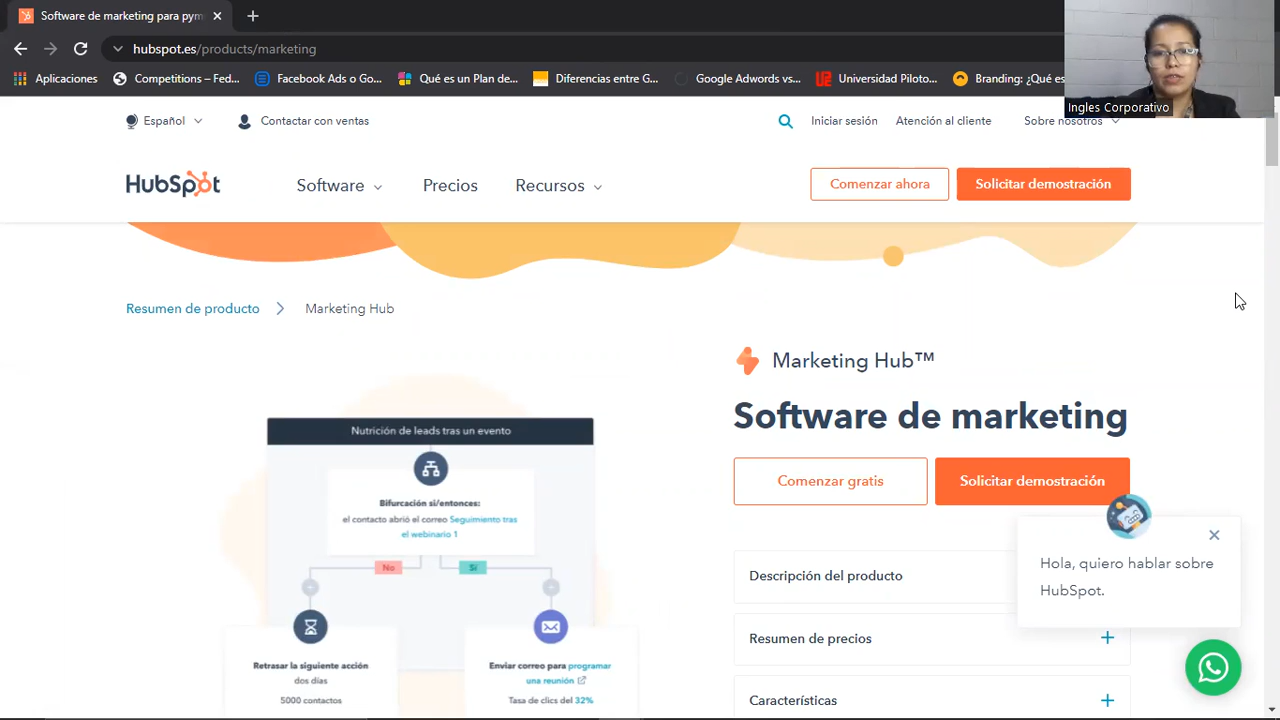 Software de marketing para pym
hubspot.es/products/marketing
Aplicaciones
Competitions – Fed...
Facebook Ads o Go...
Qué es un plan de...
Diferencias entre G...
Google Adwords vs...
Branding: ¿Qué es
Ingles Corporativo
Español
Contactar con ventas
Iniciar sesión
Atención al cliente
Sobre nosotros
HubSpot
Software
Precios
Recursos
Comenzar ahora
Solicitar demostración
Resumen de producto
Marketing Hub
Marketing Hub™
Software de marketing
Comenzar gratis
Solicitar demostración
Nutrición de leads tras un evento
Bifurcación si/entonces:
el contacto abrió el correo Seguimiento tras
el webinario 1
No
Sí
Retrasar la siguiente acción
dos días
5000 contactos
Enviar correo para programar
una reunión
Tasa de clics del 32%
Descripción del producto
Resumen de precios
Características
Hola, quiero hablar sobre
HubSpot.